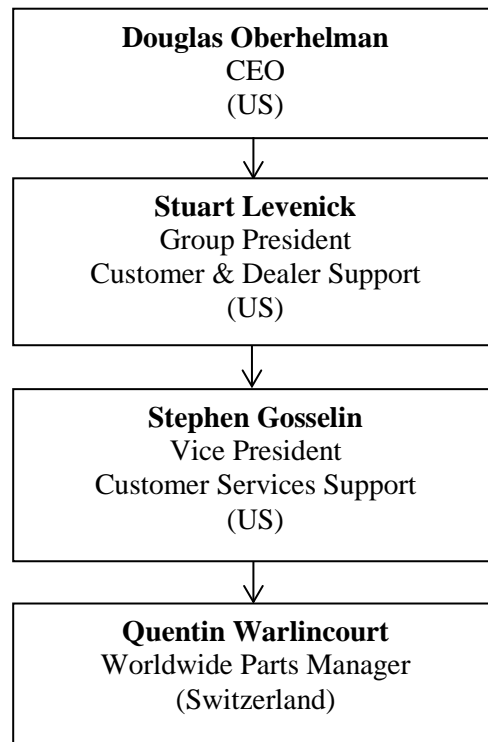 Douglas Oberhelman
CEO
(US)
Stuart Levenick
Group President
Customer & Dealer Support
(US)
Stephen Gosselin
Vice President
Customer Services Support
(US)
Quentin Warlincourt
Worldwide Parts Manager
(Switzerland)